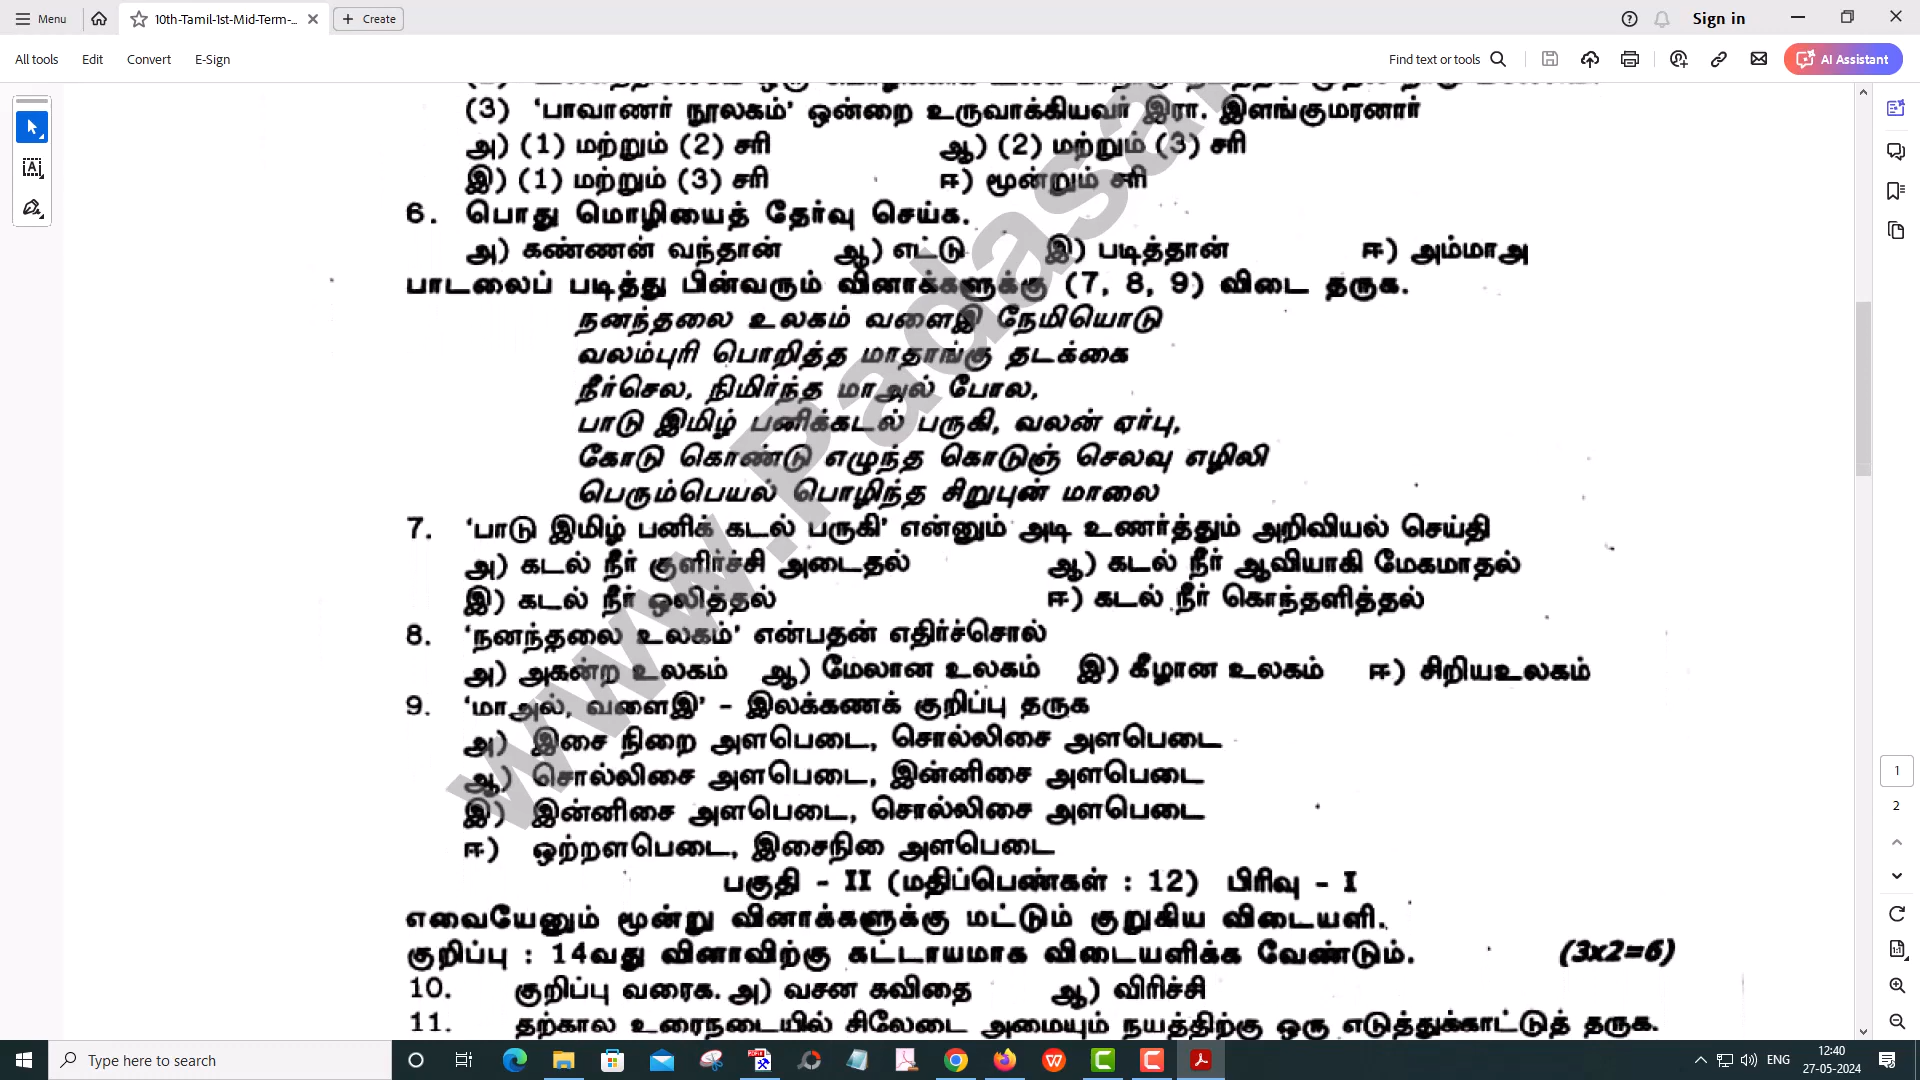 Menu
10th-Tamil-1st-Mid-Term-...
Create
Sign in
All tools
Edit
Convert
E-Sign
Find text or tools
AI Assistant
(3) 'பாவாணர் நூலகம்' ஒன்றை உருவாக்கியவர் இரா. இளங்குமரனார்
அ) (1) மற்றும் (2) சரி ஆ) (2) மற்றும் (3) சரி
இ) (1) மற்றும் (3) சரி ஈ) மூன்றும் சரி
6. பொது மொழியைத் தேர்வு செய்க.
அ) கண்ணன் வந்தான் ஆ) எட்டு இ) படித்தான் ஈ) அம்மாஅ
பாடலைப் படித்து பின்வரும் வினாக்களுக்கு (7, 8, 9) விடை தருக.
நனந்தலை உலகம் வளைஇ நேமியொடு
வலம்புரி பொறித்த மாதாங்கு தடக்கை
நீர்செல, நிமிர்ந்த மாஅல் போல,
பாடு இமிழ் பனிக்கடல் பருகி, வலன் ஏர்பு,
கோடு கொண்டு எழுந்த கொடுஞ் செலவு எழிலி
பெரும்பெயல் பொழிந்த சிறுபுன் மாலை
7. 'பாடு இமிழ் பனிக் கடல் பருகி' என்னும் அடி உணர்த்தும் அறிவியல் செய்தி
அ) கடல் நீர் குளிர்ச்சி அடைதல் ஆ) கடல் நீர் ஆவியாகி மேகமாதல்
இ) கடல் நீர் ஒலித்தல் ஈ) கடல் நீர் கொந்தளித்தல்
8. 'நனந்தலை உலகம்' என்பதன் எதிர்ச்சொல்
அ) அகன்ற உலகம் ஆ) மேலான உலகம் இ) கீழான உலகம் ஈ) சிறியஉலகம்
9. 'மாஅல், வளைஇ' – இலக்கணக் குறிப்பு தருக
அ) இசை நிறை அளபெடை, சொல்லிசை அளபெடை
ஆ) சொல்லிசை அளபெடை, இன்னிசை அளபெடை
இ) இன்னிசை அளபெடை, சொல்லிசை அளபெடை
ஈ) ஒற்றளபெடை, இசைநிறை அளபெடை
பகுதி – II (மதிப்பெண்கள் : 12) பிரிவு – I
எவையேனும் மூன்று வினாக்களுக்கு மட்டும் குறுகிய விடையளி.
குறிப்பு : 14வது வினாவிற்கு கட்டாயமாக விடையளிக்க வேண்டும். (3x2=6)
10. குறிப்பு வரைக. அ) வசன கவிதை ஆ) விரிச்சி
11. தற்கால உரைநடையில் சிலேடை அமையும் நயத்திற்கு ஒரு எடுத்துக்காட்டுத் தருக.
www.Padasa
1
2
Type here to search
ENG
12:40
27-05-2024